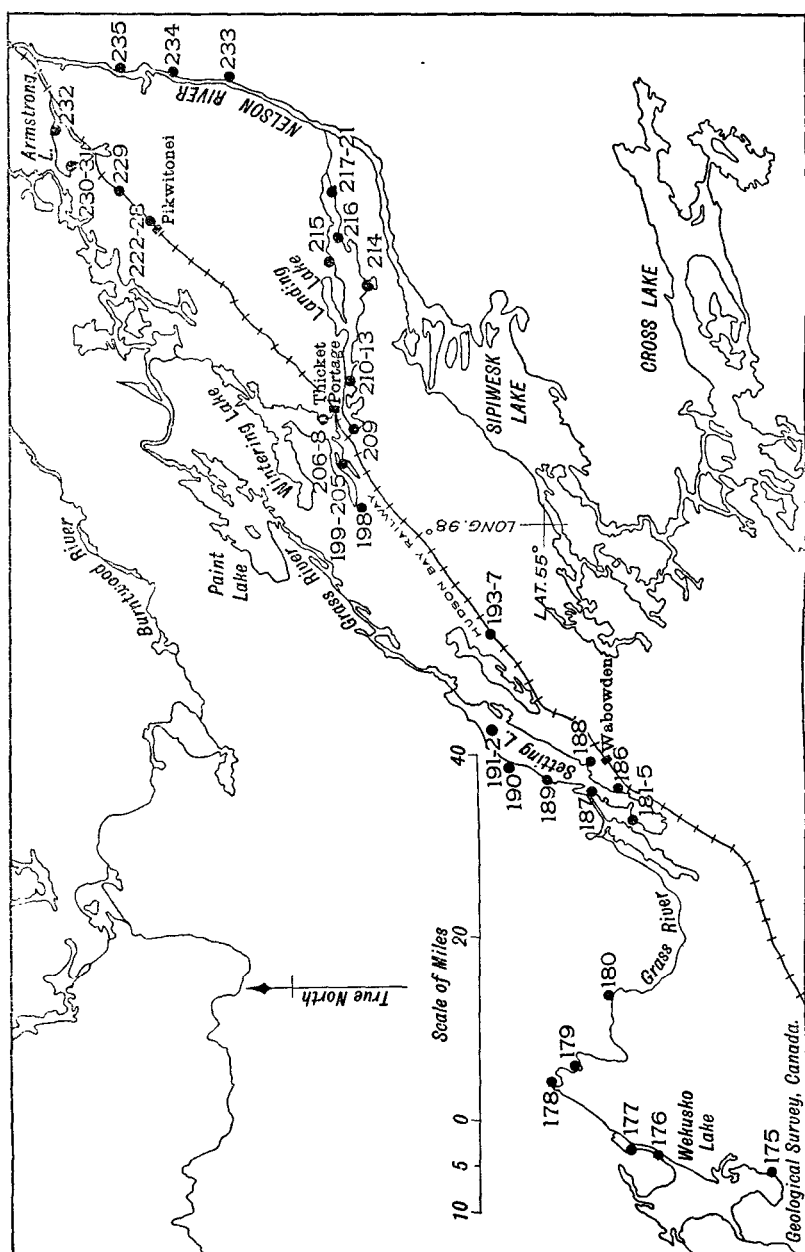 Armstrong
L.
232
230-31
229
222-28
Pikwitonei
235
234
233
NELSON RIVER
217-21
216
215
214
Landing
Lake
210-13
Thicket
Portage
209
206-8
Wintering Lake
199-205
198
Paint
Lake
Grass River
Burntwood River
HUDSON BAY RAILWAY
193-7
SIPIWESK
LAKE
CROSS LAKE
LONG. 98°
LAT. 55°
191-2
190
189
Setting L.
188
Wabowden
187
186
181-5
True North
Scale of Miles
10 5 0 20 40
Grass River
180
179
178
177
176
Wekusko
Lake
175
Geological Survey, Canada.